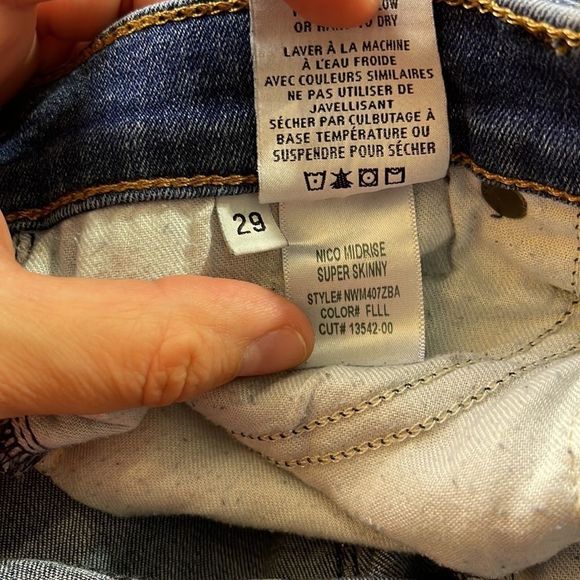 OR HANG TO DRY
LAVER À LA MACHINE
À L'EAU FROIDE
AVEC COULEURS SIMILAIRES
NE PAS UTILISER DE
JAVELLISANT
SÉCHER PAR CULBUTAGE À
BASE TEMPÉRATURE OU
SUSPENDRE POUR SÉCHER
29
NICO MIDRISE
SUPER SKINNY
STYLE# NWM407ZBA
COLOR# FLLL
CUT# 13542-00